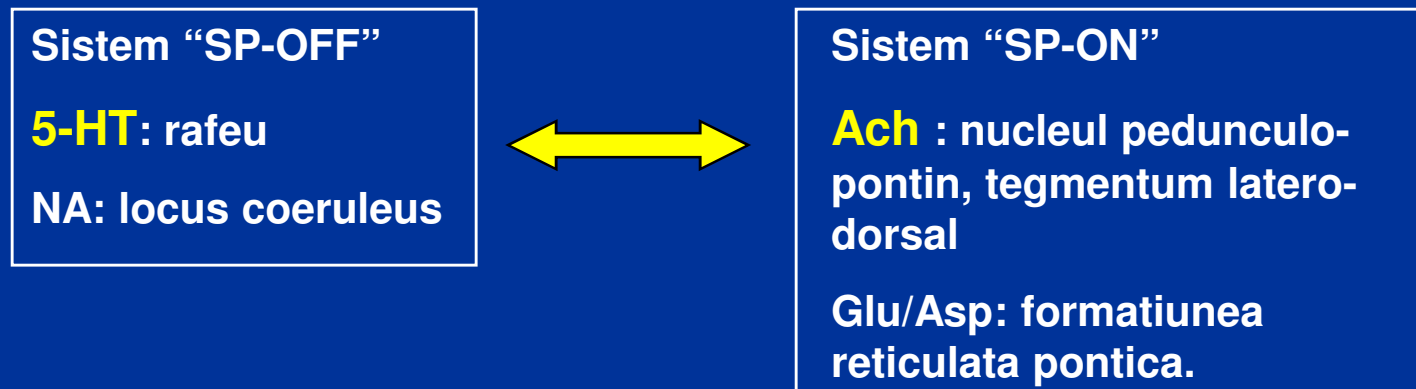 Sistem “SP-OFF”
5-HT: rafeu
NA: locus coeruleus
Sistem “SP-ON”
Ach : nucleul pedunculo-
pontin, tegmentum latero-
dorsal
Glu/Asp: formatiunea
reticulata pontica.